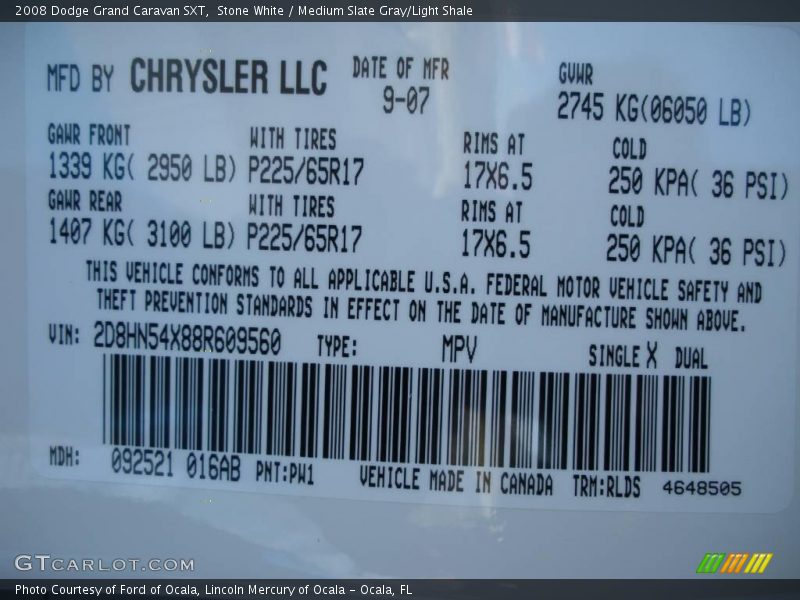 2008 Dodge Grand Caravan SXT,  Stone White / Medium Slate Gray/Light Shale
MFD BY CHRYSLER LLC DATE OF MFR GVWR
9-07 2745 KG(06050 LB)
GAWR FRONT WITH TIRES RIMS AT COLD
1339 KG( 2950 LB) P225/65R17 17X6.5 250 KPA( 36 PSI)
GAWR REAR WITH TIRES RIMS AT COLD
1407 KG( 3100 LB) P225/65R17 17X6.5 250 KPA( 36 PSI)
THIS VEHICLE CONFORMS TO ALL APPLICABLE U.S.A. FEDERAL MOTOR VEHICLE SAFETY AND
THEFT PREVENTION STANDARDS IN EFFECT ON THE DATE OF MANUFACTURE SHOWN ABOVE.
VIN: 2D8HN54X88R609560 TYPE: MPV SINGLE X DUAL
MDH: 092521 016AB PNT:PW1 VEHICLE MADE IN CANADA TRM:RLDS 4648505
GTCARLOT.COM
Photo Courtesy of Ford of Ocala, Lincoln Mercury of Ocala - Ocala, FL